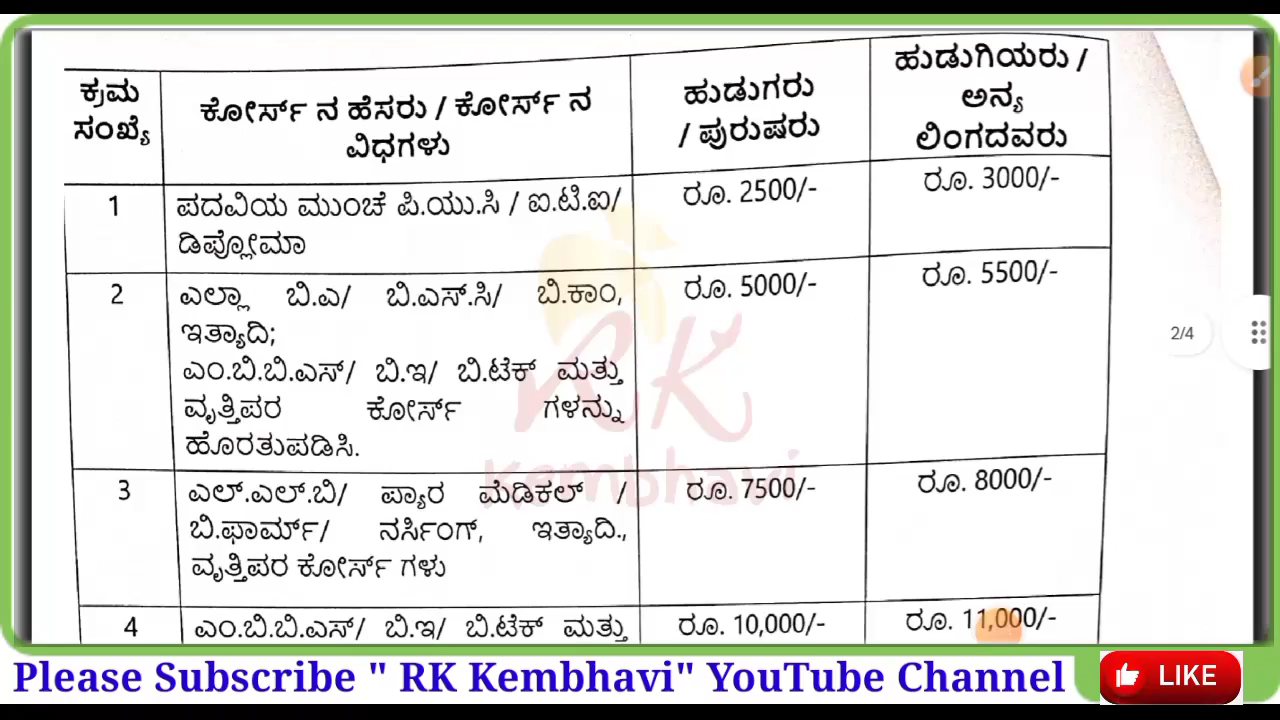 ಕ್ರಮ ಸಂಖ್ಯೆ
ಕೋರ್ಸ್ ನ ಹೆಸರು / ಕೋರ್ಸ್ ನ ವಿಧಗಳು
ಹುಡುಗರು / ಪುರುಷರು
ಹುಡುಗಿಯರು / ಅನ್ಯ ಲಿಂಗದವರು
1
ಪದವಿಯ ಮುಂಚೆ ಪಿ.ಯು.ಸಿ / ಐ.ಟಿ.ಐ/
ಡಿಪ್ಲೋಮಾ
ರೂ. 2500/-
ರೂ. 3000/-
2
ಎಲ್ಲಾ ಬಿ.ಎ/ ಬಿ.ಎಸ್.ಸಿ/ ಬಿ.ಕಾಂ,
ಇತ್ಯಾದಿ;
ಎಂ.ಬಿ.ಬಿ.ಎಸ್/ ಬಿ.ಇ/ ಬಿ.ಟೆಕ್ ಮತ್ತು
ವೃತ್ತಿಪರ ಕೋರ್ಸ್ ಗಳನ್ನು
ಹೊರತುಪಡಿಸಿ.
ರೂ. 5000/-
ರೂ. 5500/-
3
ಎಲ್.ಎಲ್.ಬಿ/ ಪ್ಯಾರ ಮೆಡಿಕಲ್ /
ಬಿ.ಫಾರ್ಮ್/ ನರ್ಸಿಂಗ್, ಇತ್ಯಾದಿ.,
ವೃತ್ತಿಪರ ಕೋರ್ಸ್ ಗಳು
ರೂ. 7500/-
ರೂ. 8000/-
4
ಎಂ.ಬಿ.ಬಿ.ಎಸ್/ ಬಿ.ಇ/ ಬಿ.ಟೆಕ್ ಮತ್ತು
ರೂ. 10,000/-
ರೂ. 11,000/-
2/4
RK
Kembhavi
Please Subscribe " RK Kembhavi" YouTube Channel
LIKE